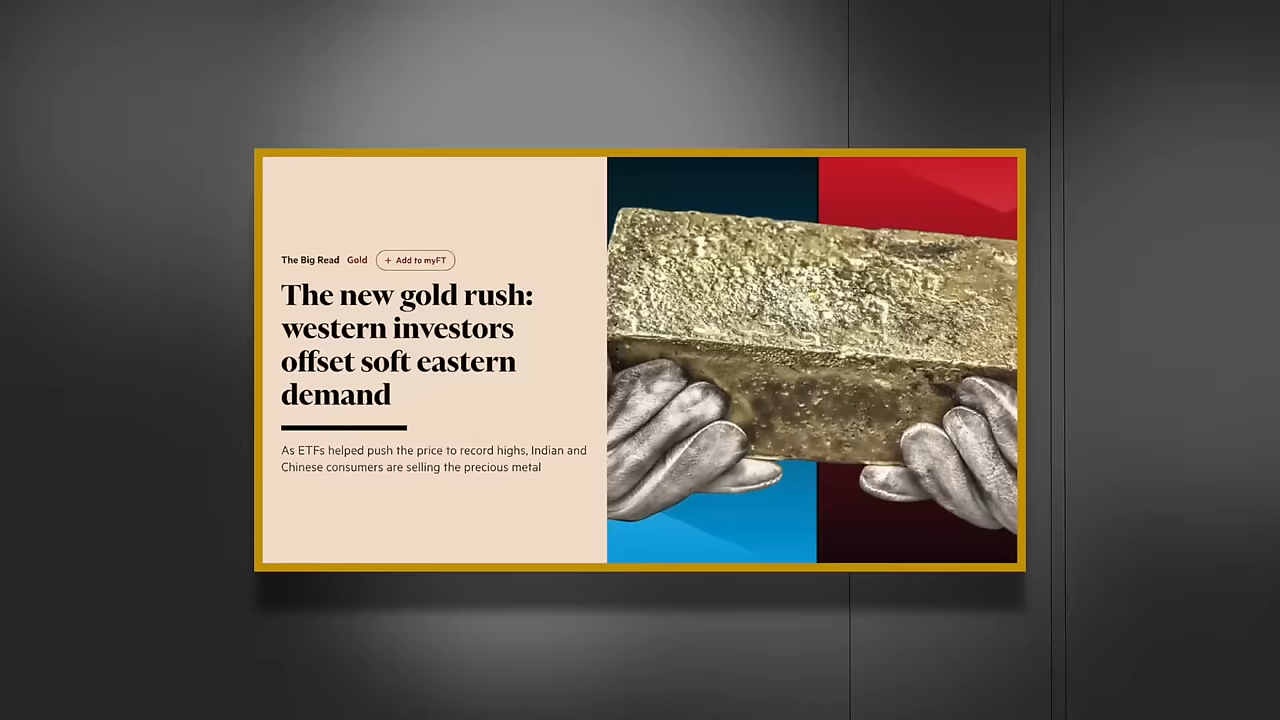 The Big Read Gold + Add to myFT
The new gold rush:
western investors
offset soft eastern
demand
As ETFs helped push the price to record highs, Indian and
Chinese consumers are selling the precious metal